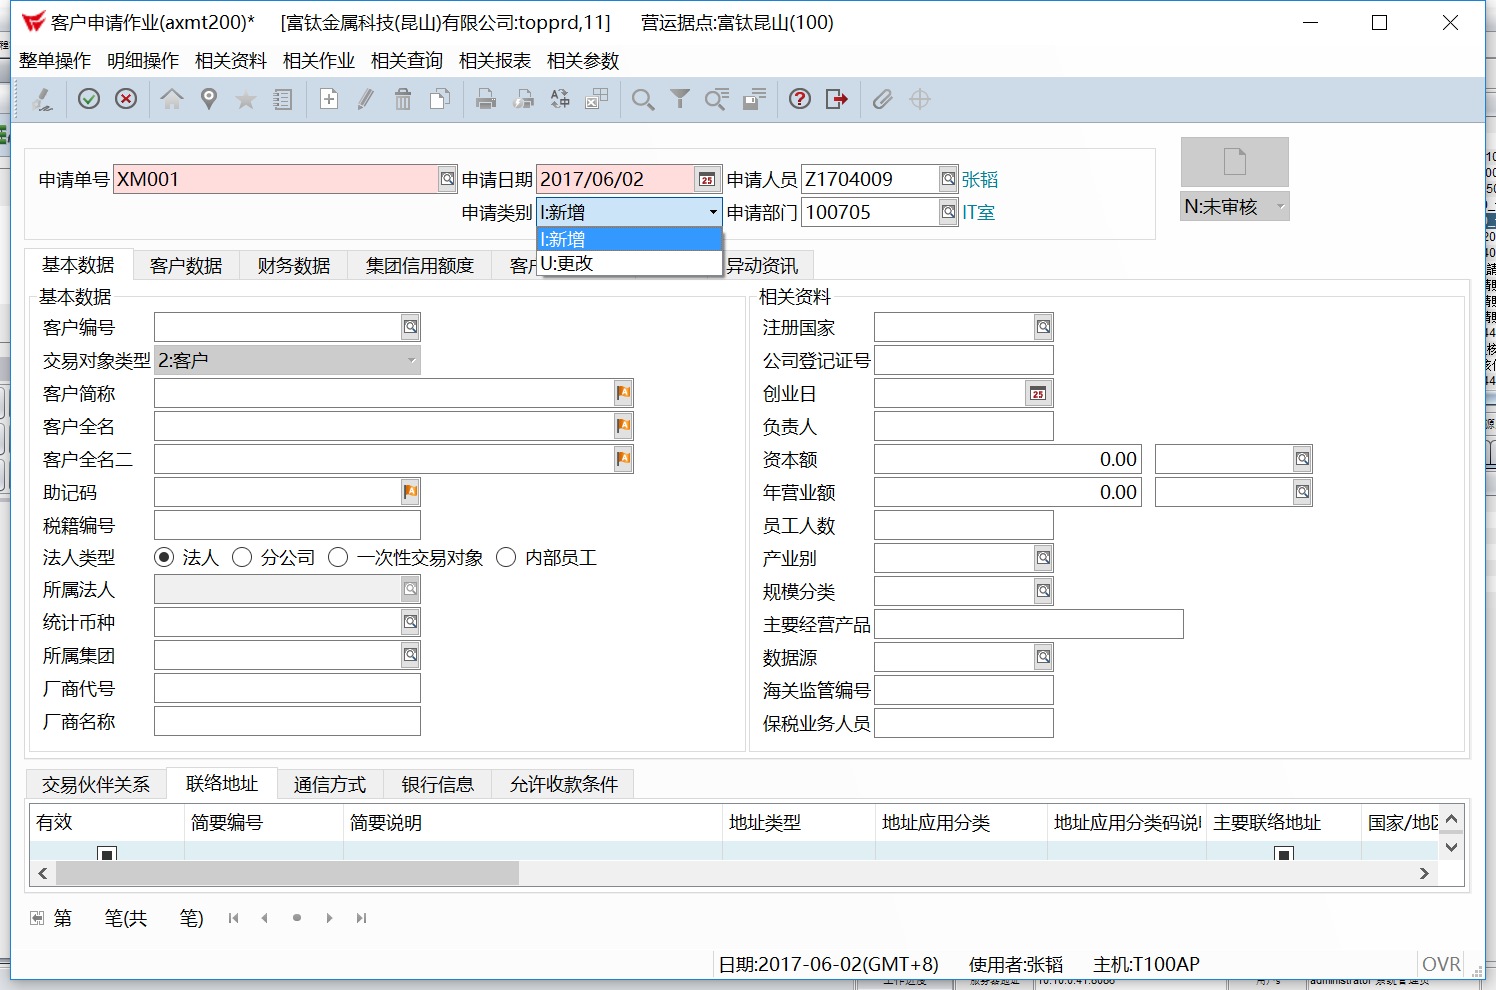 客户申请作业(axmt200)* [富钛金属科技(昆山)有限公司:topprd,11] 营运据点:富钛昆山(100)
整单操作 明细操作 相关资料 相关作业 相关查询 相关报表 相关参数
申请单号 XM001 申请日期 2017/06/02 申请人员 Z1704009 张韬
申请类别 I:新增 申请部门 100705 IT室
N:未审核
I:新增
U:更改
基本数据 客户数据 财务数据 集团信用额度 客户 异动资讯
基本数据
客户编号
交易对象类型 2:客户
客户简称
客户全名
客户全名二
助记码
税籍编号
法人类型 法人 分公司 一次性交易对象 内部员工
所属法人
统计币种
所属集团
厂商代号
厂商名称
相关资料
注册国家
公司登记证号
创业日
负责人
资本额 0.00
年营业额 0.00
员工人数
产业别
规模分类
主要经营产品
数据源
海关监管编号
保税业务人员
交易伙伴关系 联络地址 通信方式 银行信息 允许收款条件
有效 简要编号 简要说明 地址类型 地址应用分类 地址应用分类码说 主要联络地址 国家/地区
第 笔(共 笔)
日期:2017-06-02(GMT+8) 使用者:张韬 主机:T100AP OVR